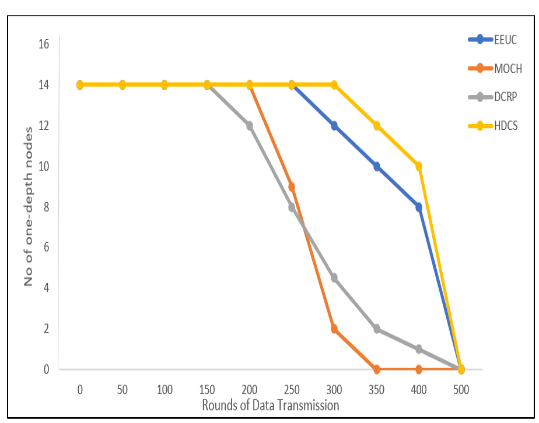 16
14
12
10
8
6
4
2
0
No of one-depth nodes
0 50 100 150 200 250 300 350 400 500
Rounds of Data Transmission
EEUC
MOCH
DCRP
HDCS